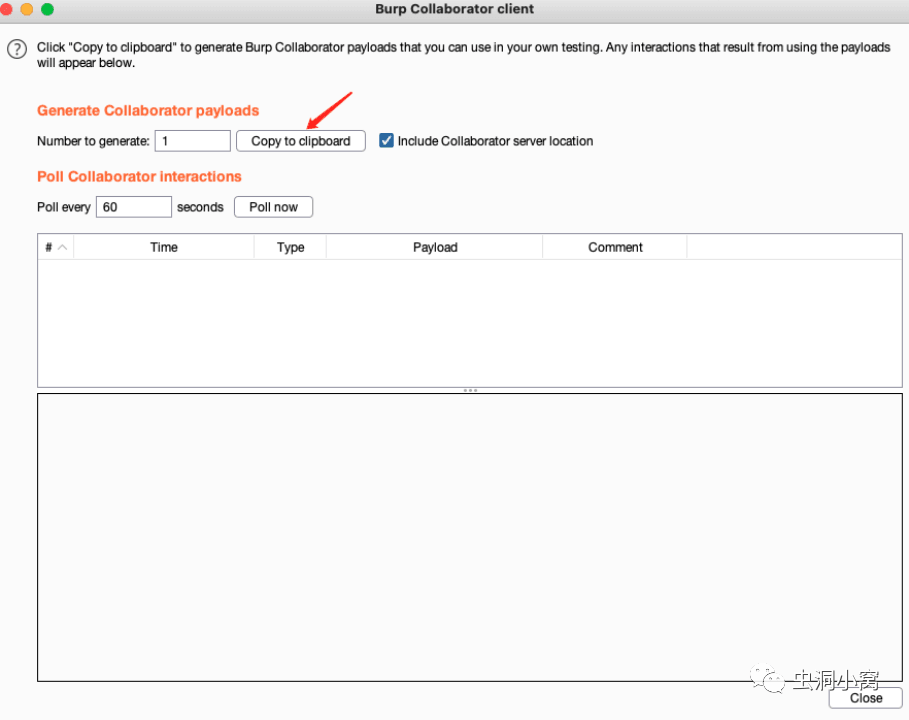 Burp Collaborator client
? Click "Copy to clipboard" to generate Burp Collaborator payloads that you can use in your own testing. Any interactions that result from using the payloads
will appear below.
Generate Collaborator payloads
Number to generate: 1 Copy to clipboard Include Collaborator server location
Poll Collaborator interactions
Poll every 60 seconds Poll now
# Time Type Payload Comment
虫洞小窝
Close